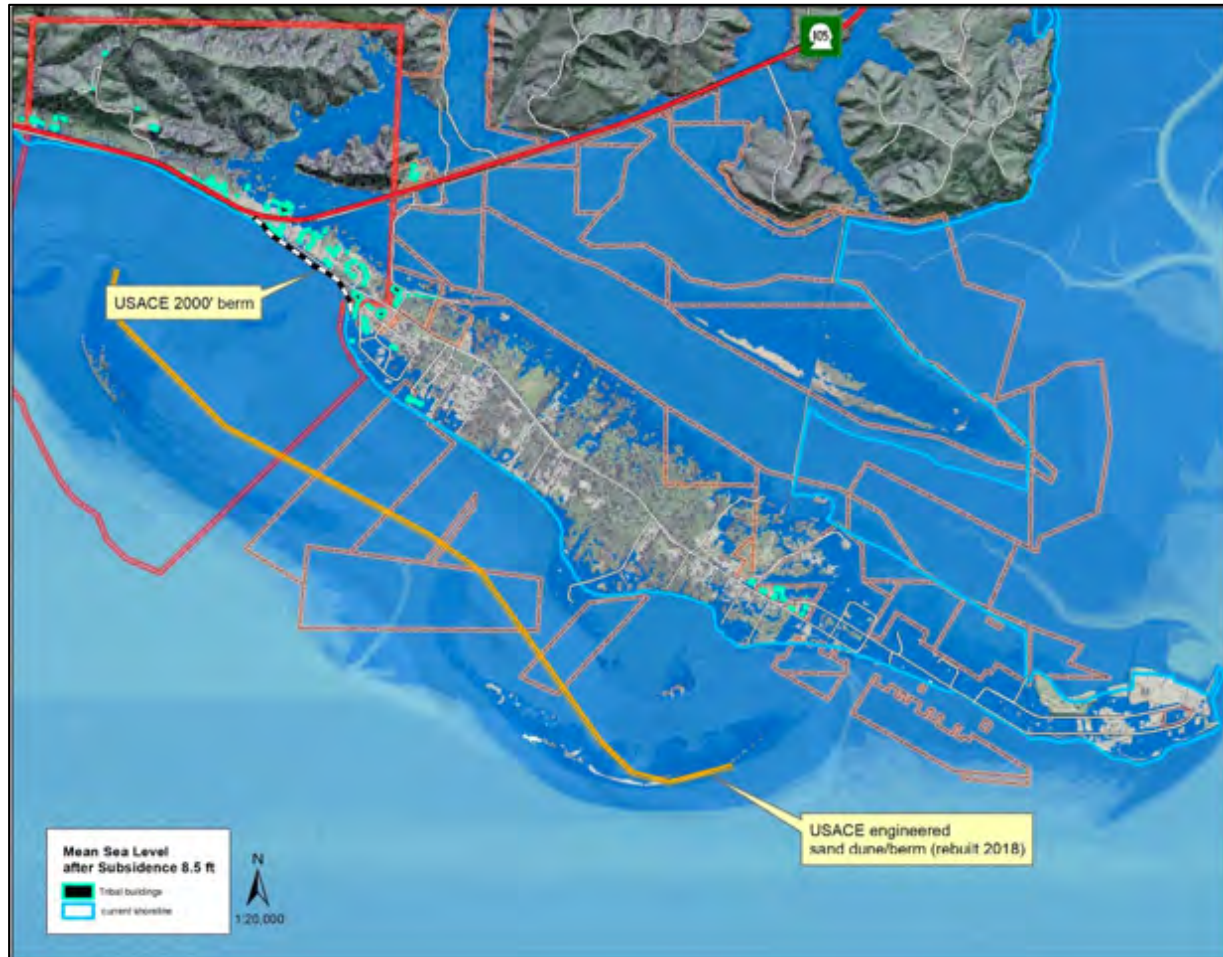 105
USACE 2000' berm
USACE engineered
sand dune/berm (rebuilt 2018)
Mean Sea Level
after Subsidence 8.5 ft
Tribal buildings
current shoreline
N
1:20,000